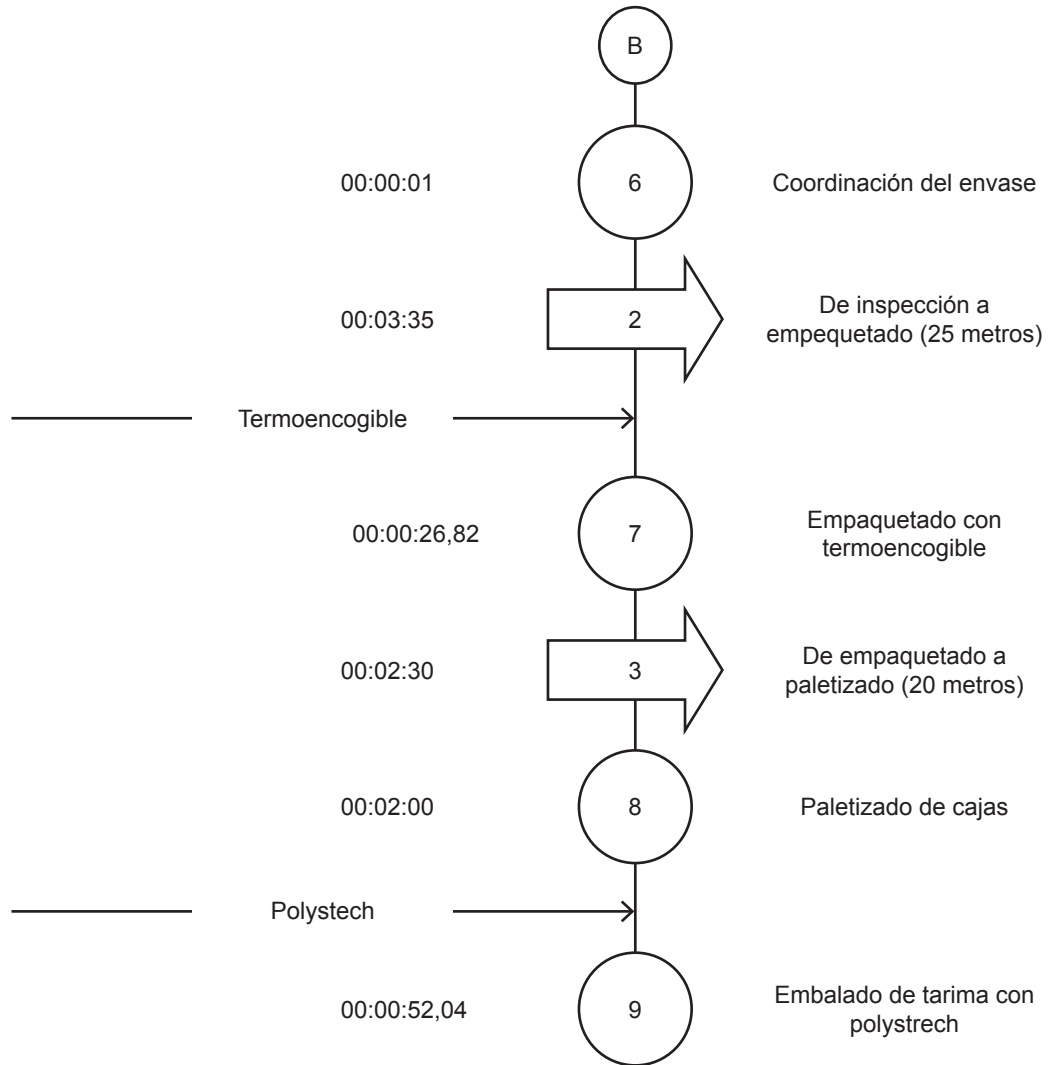 B
00:00:01
6
Coordinación del envase
00:03:35
2
De inspección a
empequetado (25 metros)
Termoencogible
00:00:26,82
7
Empaquetado con
termoencogible
00:02:30
3
De empaquetado a
paletizado (20 metros)
00:02:00
8
Paletizado de cajas
Polystech
00:00:52,04
9
Embalado de tarima con
polystrech